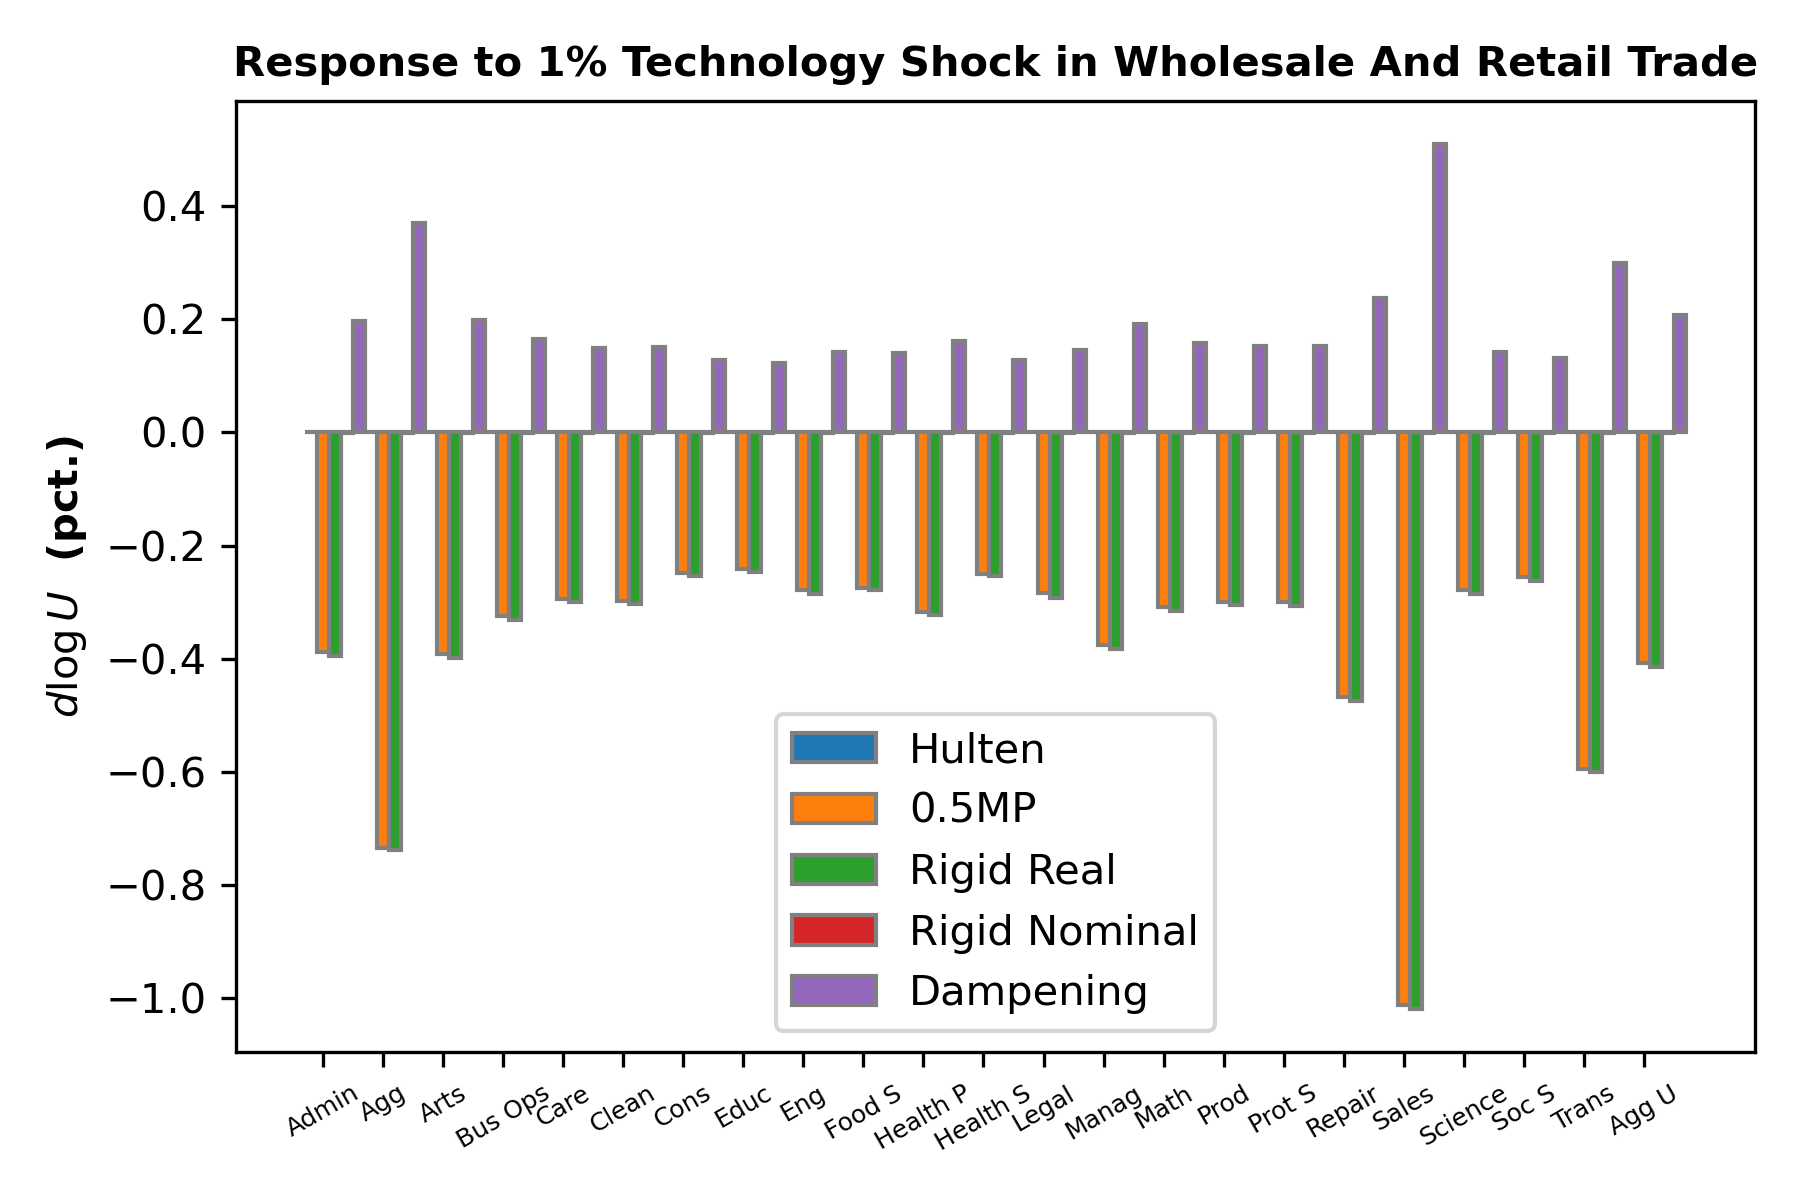 Response to 1% Technology Shock in Wholesale And Retail Trade
0.4
0.2
0.0
−0.2
−0.4
−0.6
−0.8
−1.0
dlog U (pct.)
Hulten
0.5MP
Rigid Real
Rigid Nominal
Dampening
Admin
Agg
Arts
Bus Ops
Care
Clean
Cons
Educ
Eng
Food S
Health P
Health S
Legal
Manag
Math
Prod
Prot S
Repair
Sales
Science
Soc S
Trans
Agg U